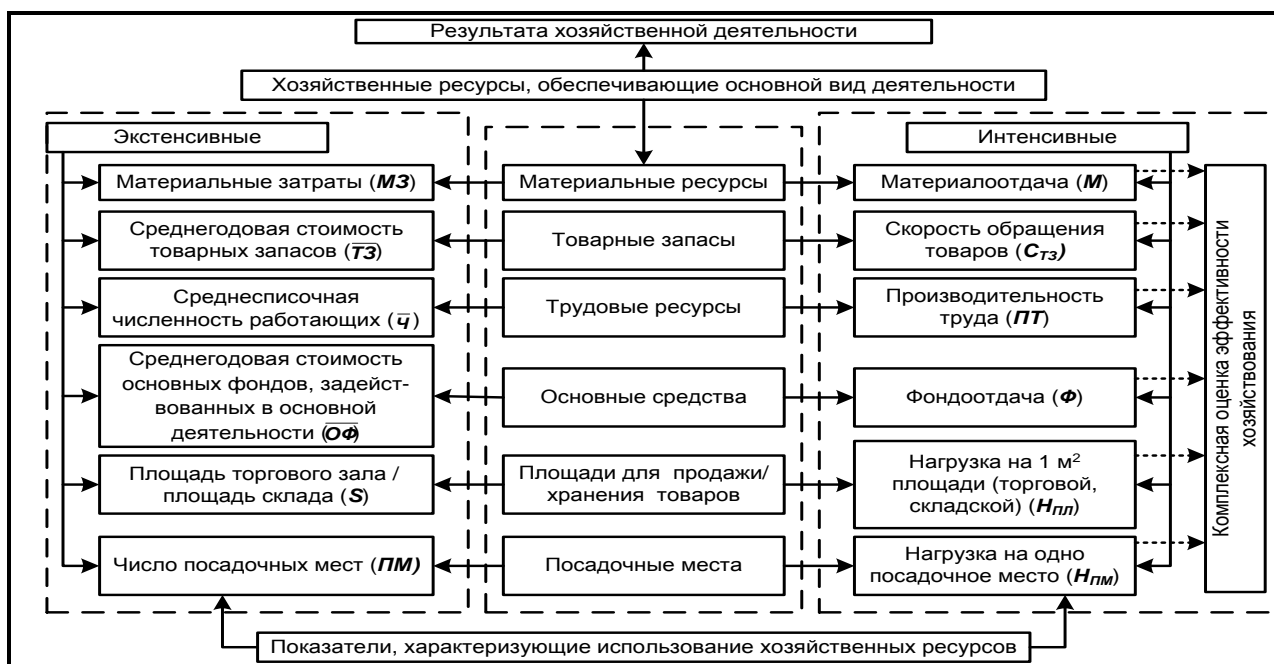 Результата хозяйственной деятельности
Хозяйственные ресурсы, обеспечивающие основной вид деятельности
Экстенсивные
Интенсивные
Материальные затраты (МЗ)
Материальные ресурсы
Материалоотдача (М)
Среднегодовая стоимость
товарных запасов (ТЗ)
Товарные запасы
Скорость обращения
товаров (СТЗ)
Среднесписочная
численность работающих (Ч)
Трудовые ресурсы
Производительность
труда (ПТ)
Среднегодовая стоимость
основных фондов, задейст-
вованных в основной
деятельности (ОФ)
Основные средства
Фондоотдача (Ф)
Площадь торгового зала /
площадь склада (S)
Площади для продажи/
хранения товаров
Нагрузка на 1 м²
площади (торговой,
складской) (НПЛ)
Число посадочных мест (ПМ)
Посадочные места
Нагрузка на одно
посадочное место (НПМ)
Комплексная оценка эффективности
хозяйствования
Показатели, характеризующие использование хозяйственных ресурсов